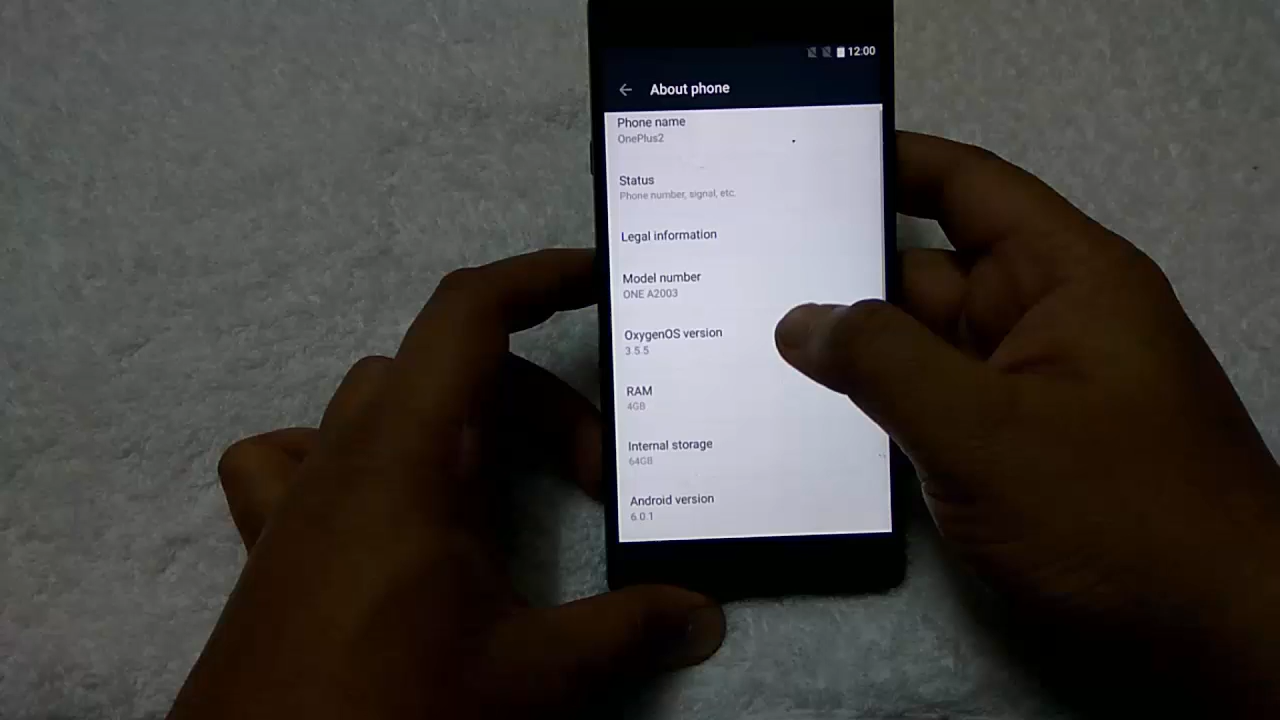 12:00
About phone
Phone name
OnePlus2
Status
Phone number, signal, etc.
Legal information
Model number
ONE A2003
OxygenOS version
3.5.5
RAM
4GB
Internal storage
64GB
Android version
6.0.1